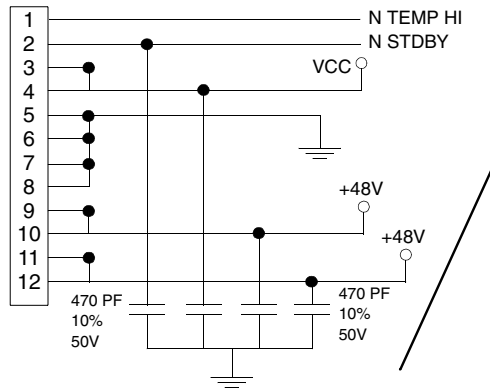 1
N TEMP HI
2
N STDBY
3
VCC
4
5
6
7
8
9
+48V
10
+48V
11
12
470 PF
10%
50V
470 PF
10%
50V